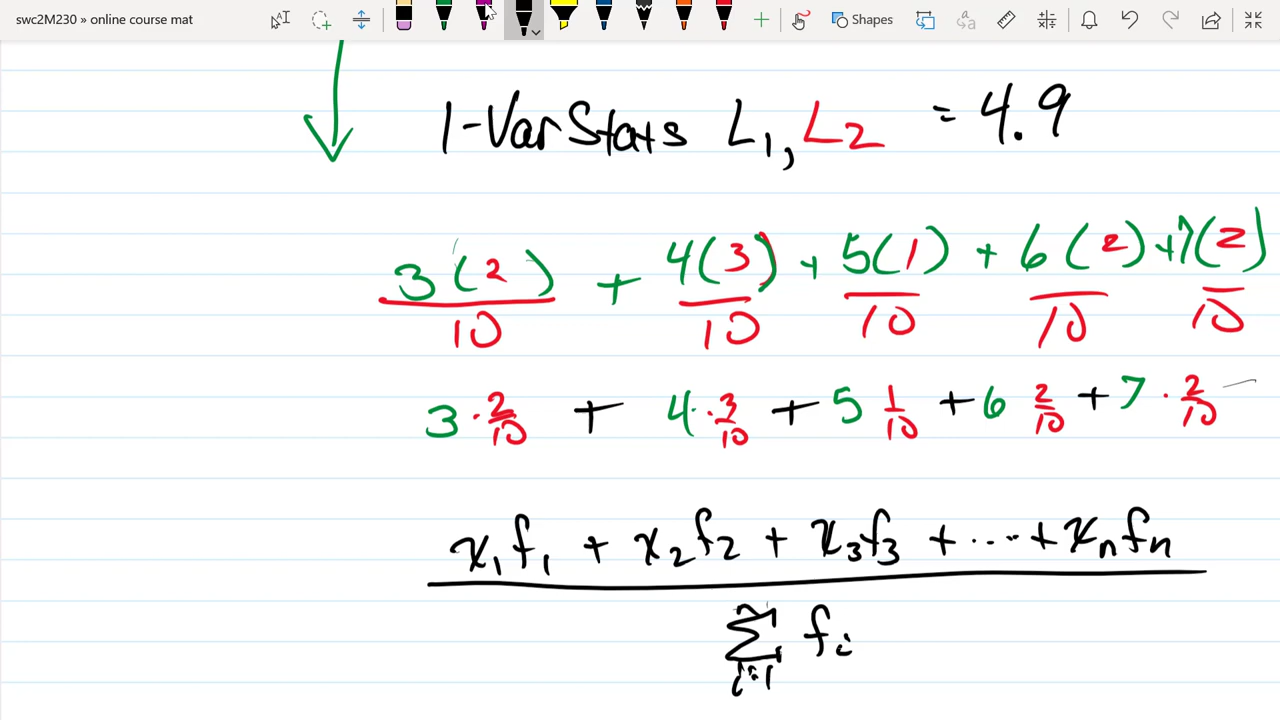 swc2M230 » online course mat
Shapes
1-Var Stats L₁, L₂ = 4.9
3(2)/10 + 4(3)/10 + 5(1)/10 + 6(2)/10 + 7(2)/10
3 · 2/10 + 4 · 3/10 + 5 1/10 + 6 2/10 + 7 · 2/10
x₁f₁ + x₂f₂ + x₃f₃ + ... + xₙfₙ
n
Σ fᵢ
i=1